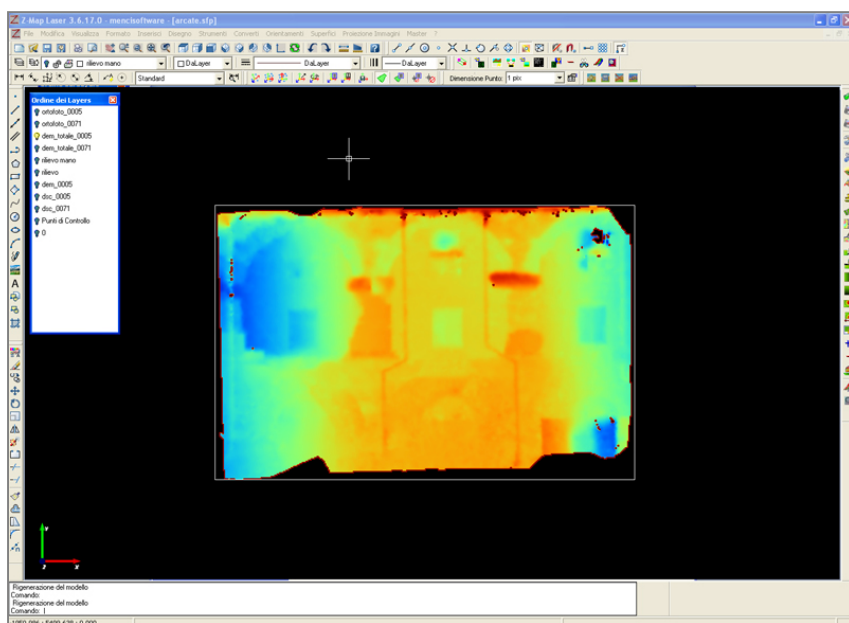 Z-Map Laser 3.6.17.0 - mencisoftware - [arcate.sfp]
File Modifica Visualizza Formato Inserisci Disegno Strumenti Converti Orientamenti Superfici Proiezione Immagini Master ?
rilievo mano DaLayer DaLayer DaLayer
Standard Dimensione Punto: 1 pix
Ordine dei Layers
ortofoto_0005
ortofoto_0071
dem_totale_0005
dem_totale_0071
rilievo mano
rilievo
dem_0005
dsc_0005
dsc_0071
Punti di Controllo
0
A
Y
Z X
Rigenerazione del modello
Comando:
Rigenerazione del modello
Comando: